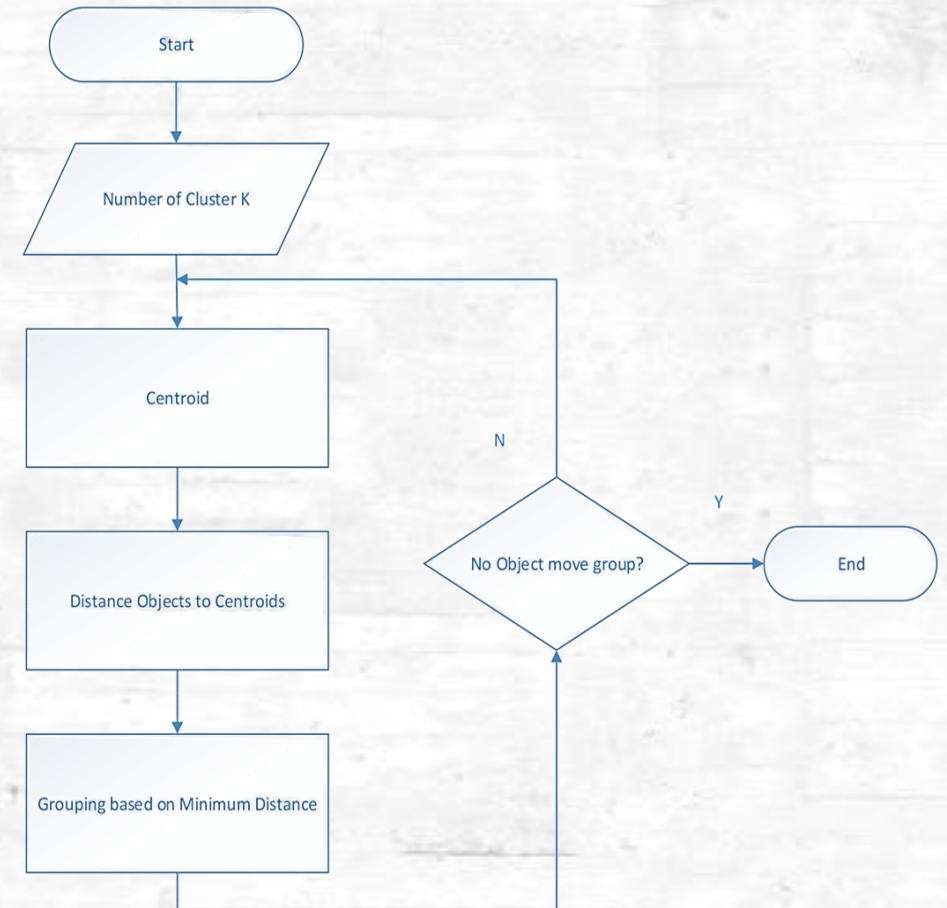 Start
Number of Cluster K
Centroid
Distance Objects to Centroids
Grouping based on Minimum Distance
N
No Object move group?
Y
End